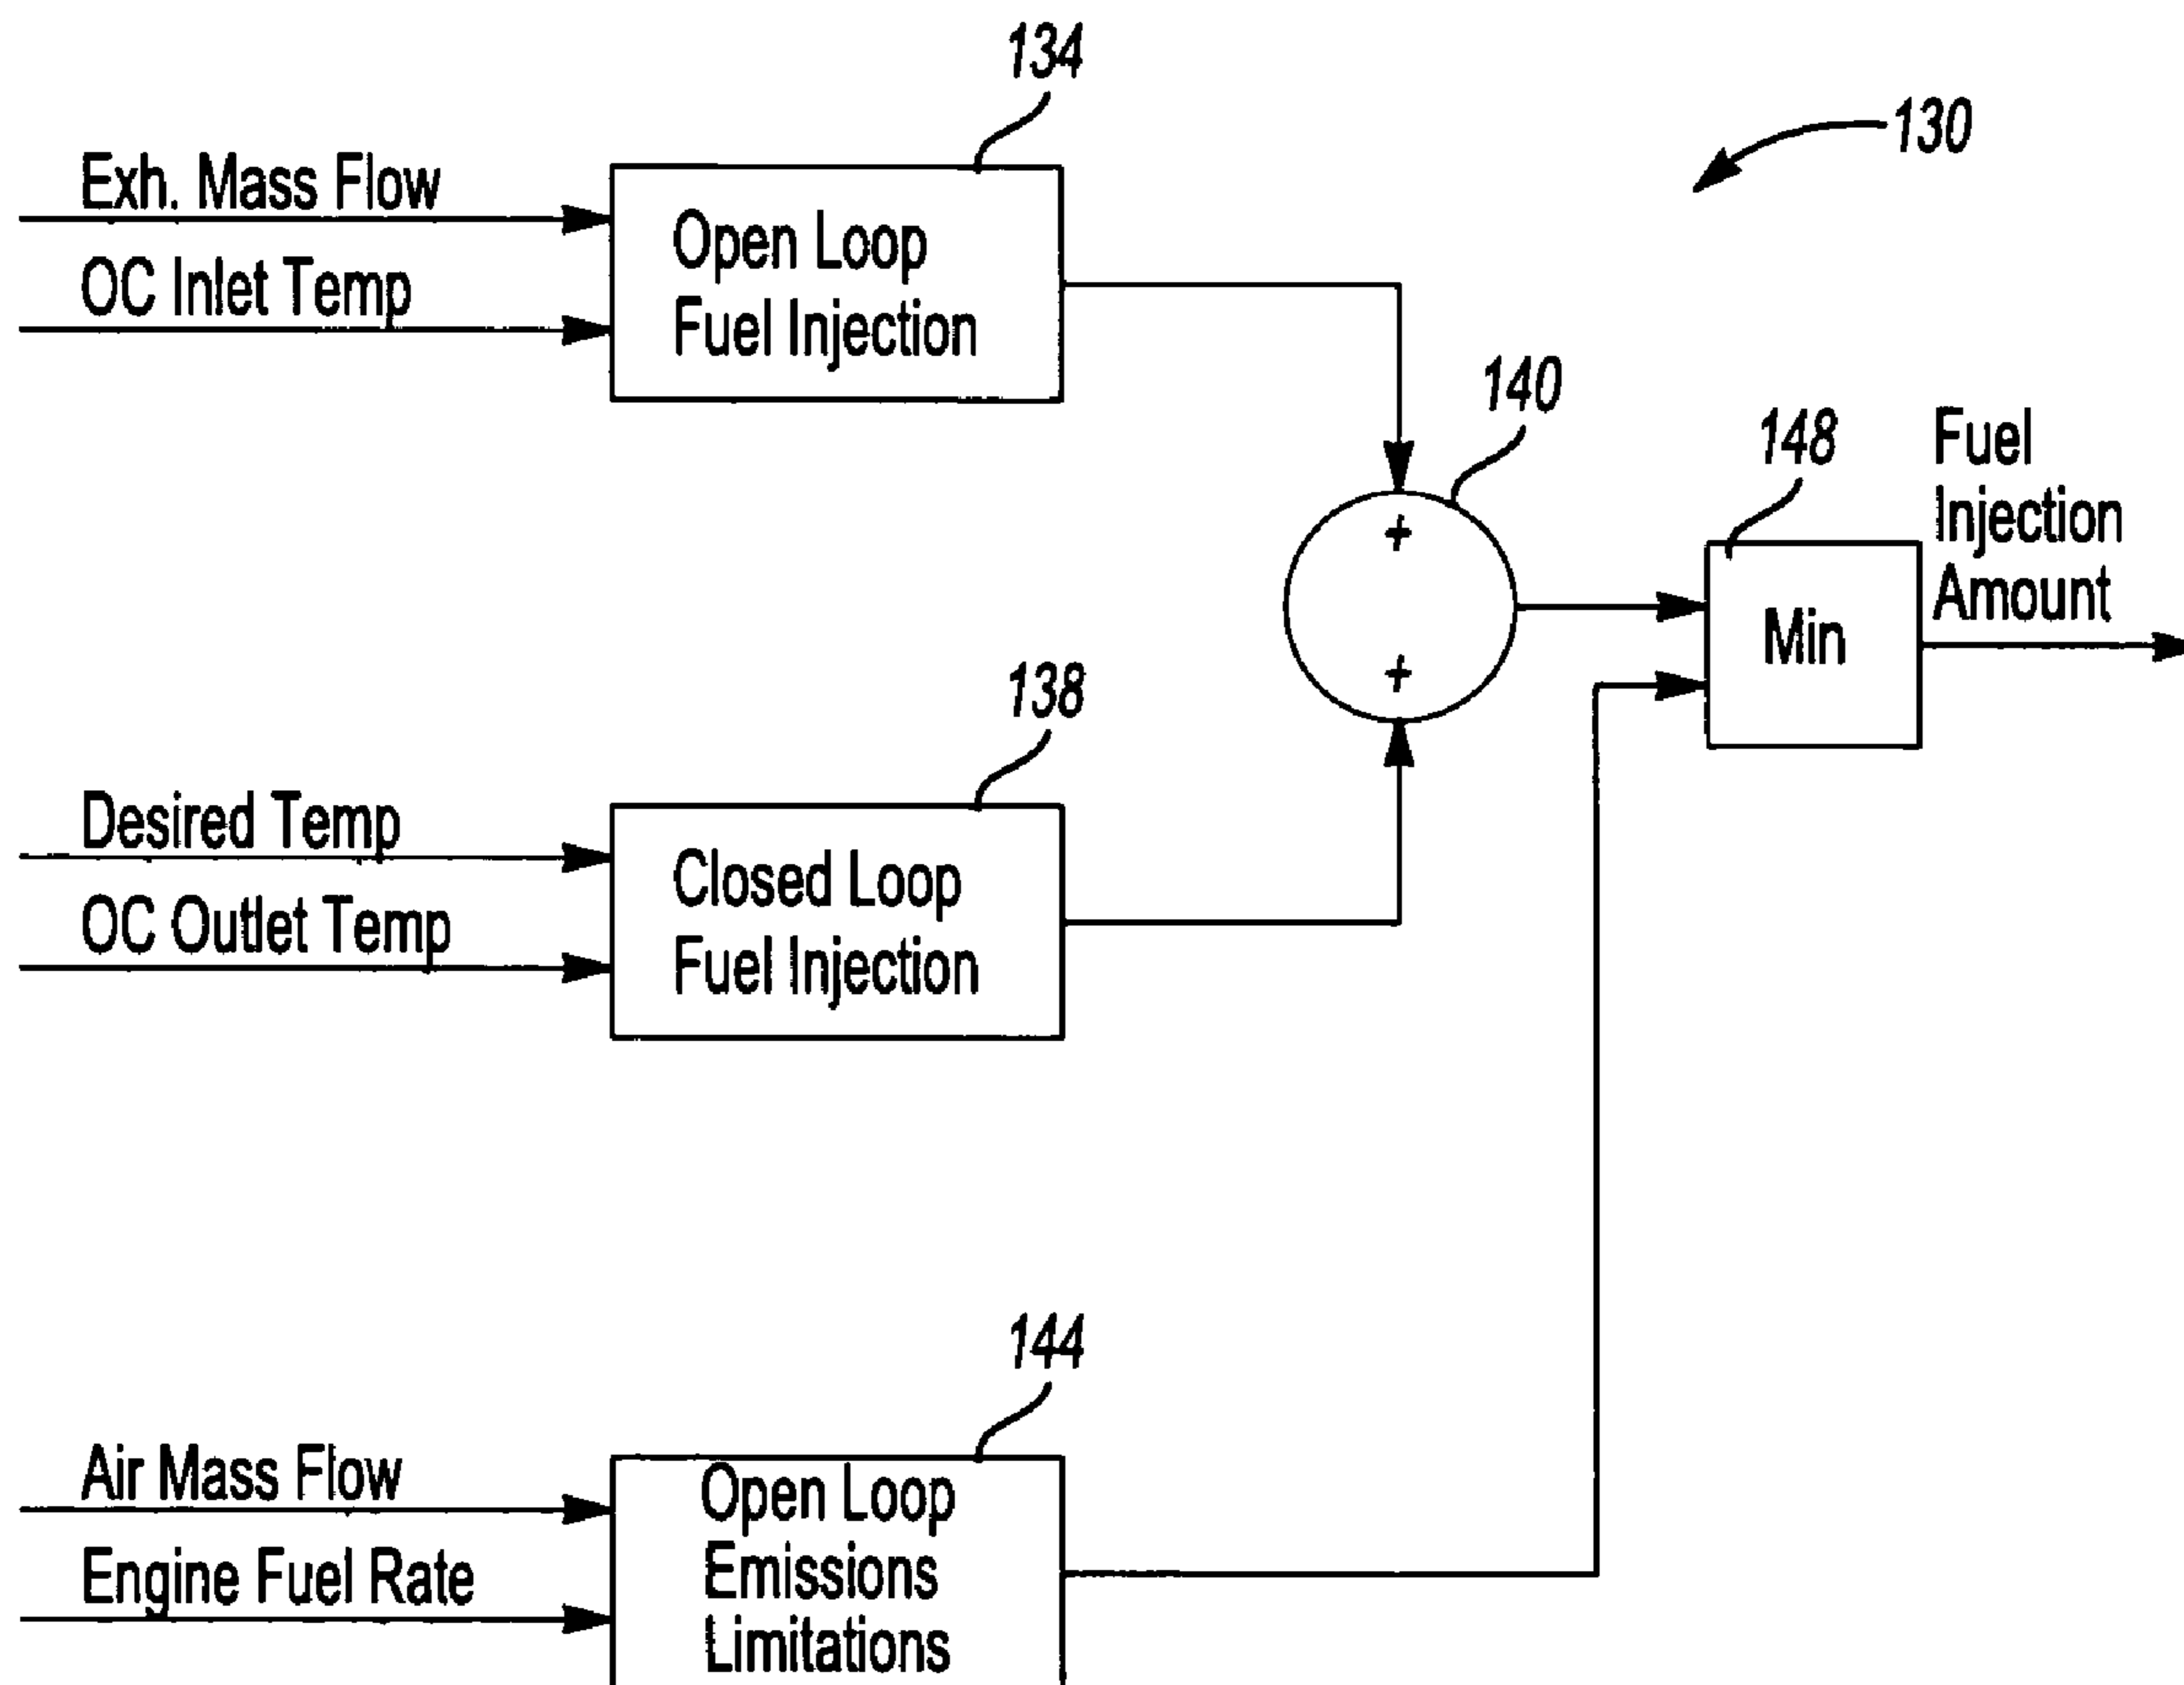 134
130
Exh. Mass Flow
OC Inlet Temp
Open Loop
Fuel Injection
140
148
Fuel
Injection
Amount
+
+
Min
138
Desired Temp
OC Outlet Temp
Closed Loop
Fuel Injection
144
Air Mass Flow
Engine Fuel Rate
Open Loop
Emissions
Limitations